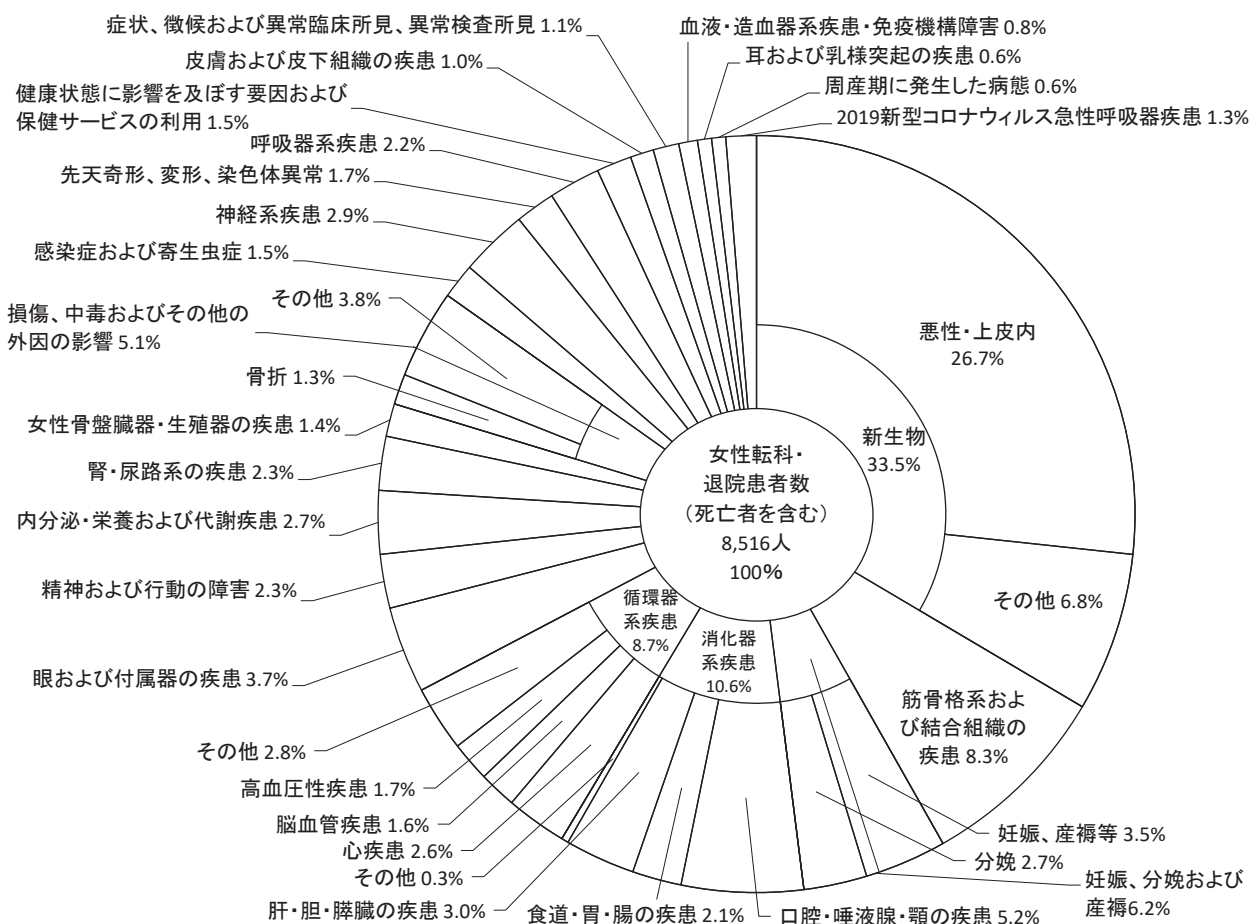 症状、徴候および異常臨床所見、異常検査所見 1.1%
皮膚および皮下組織の疾患 1.0%
健康状態に影響を及ぼす要因および
保健サービスの利用 1.5%
呼吸器系疾患 2.2%
先天奇形、変形、染色体異常 1.7%
神経系疾患 2.9%
感染症および寄生虫症 1.5%
その他 3.8%
損傷、中毒およびその他の
外因の影響 5.1%
骨折 1.3%
女性骨盤臓器・生殖器の疾患 1.4%
腎・尿路系の疾患 2.3%
内分泌・栄養および代謝疾患 2.7%
精神および行動の障害 2.3%
眼および付属器の疾患 3.7%
その他 2.8%
高血圧性疾患 1.7%
脳血管疾患 1.6%
心疾患 2.6%
その他 0.3%
肝・胆・膵臓の疾患 3.0%
食道・胃・腸の疾患 2.1%
口腔・唾液腺・顎の疾患 5.2%
血液・造血器系疾患・免疫機構障害 0.8%
耳および乳様突起の疾患 0.6%
周産期に発生した病態 0.6%
2019新型コロナウィルス急性呼吸器疾患 1.3%
悪性・上皮内
26.7%
新生物
33.5%
その他 6.8%
筋骨格系およ
び結合組織の
疾患 8.3%
妊娠、産褥等 3.5%
分娩 2.7%
妊娠、分娩および
産褥6.2%
女性転科・
退院患者数
（死亡者を含む）
8,516人
100%
循環器
系疾患
8.7%
消化器
系疾患
10.6%